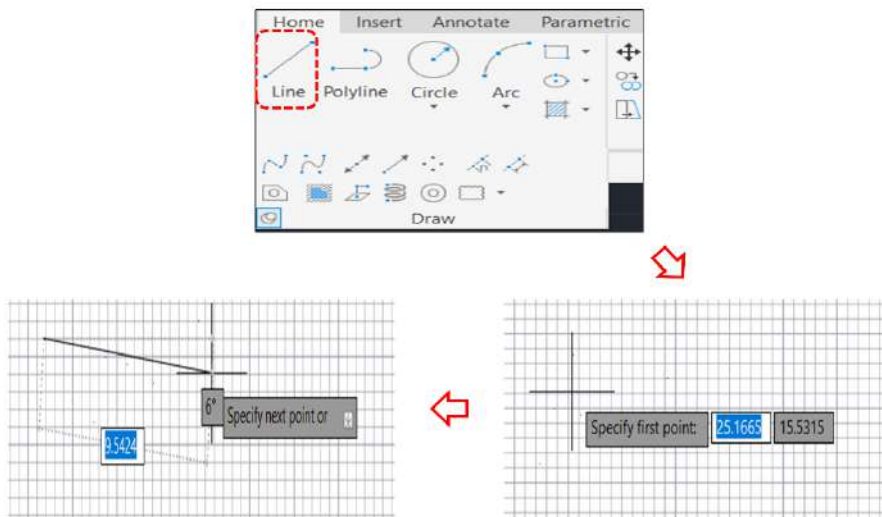 Home Insert Annotate Parametric
Line Polyline Circle Arc
Draw
Specify first point: 25.1665 15.5315
6° Specify next point or
9.5424